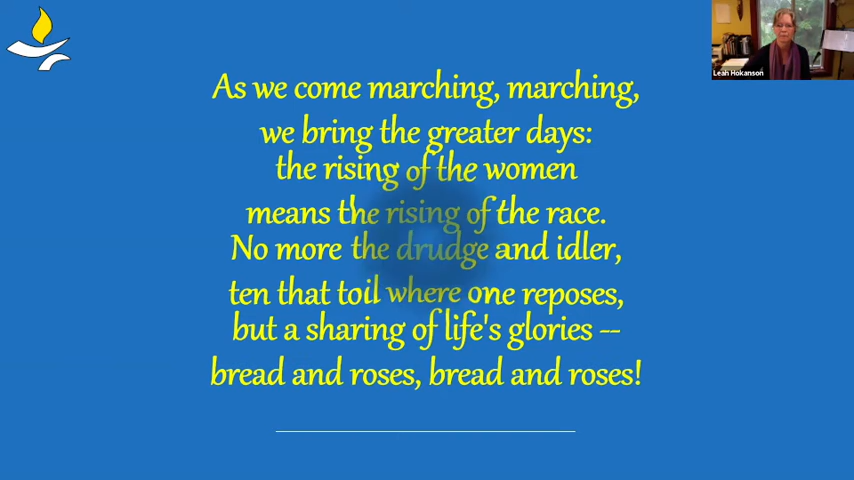 As we come marching, marching,
we bring the greater days:
the rising of the women
means the rising of the race.
No more the drudge and idler,
ten that toil where one reposes,
but a sharing of life's glories --
bread and roses, bread and roses!
Leah Hokanson